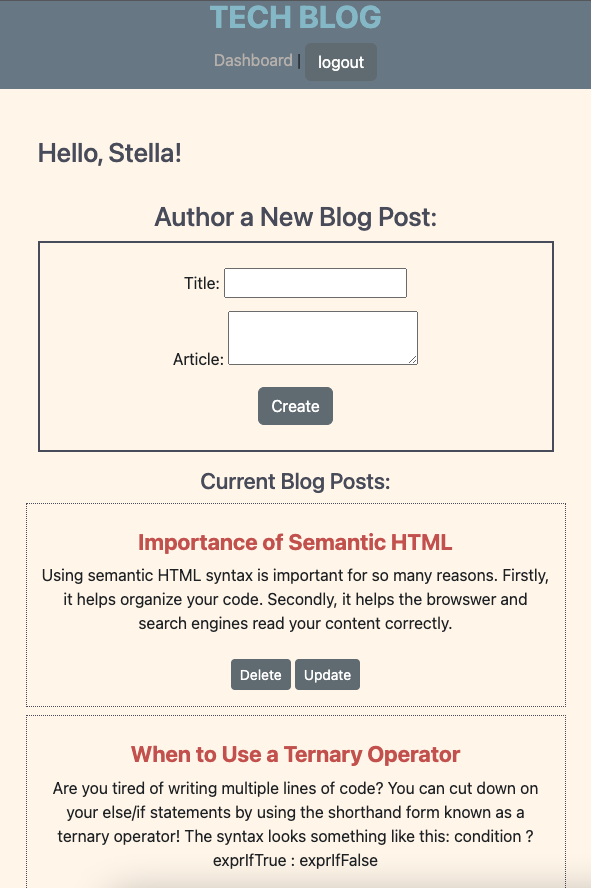 TECH BLOG
Dashboard | logout
Hello, Stella!
Author a New Blog Post:
Title:
Article:
Create
Current Blog Posts:
Importance of Semantic HTML
Using semantic HTML syntax is important for so many reasons. Firstly,
it helps organize your code. Secondly, it helps the browswer and
search engines read your content correctly.
Delete Update
When to Use a Ternary Operator
Are you tired of writing multiple lines of code? You can cut down on
your else/if statements by using the shorthand form known as a
ternary operator! The syntax looks something like this: condition ?
exprIfTrue : exprIfFalse